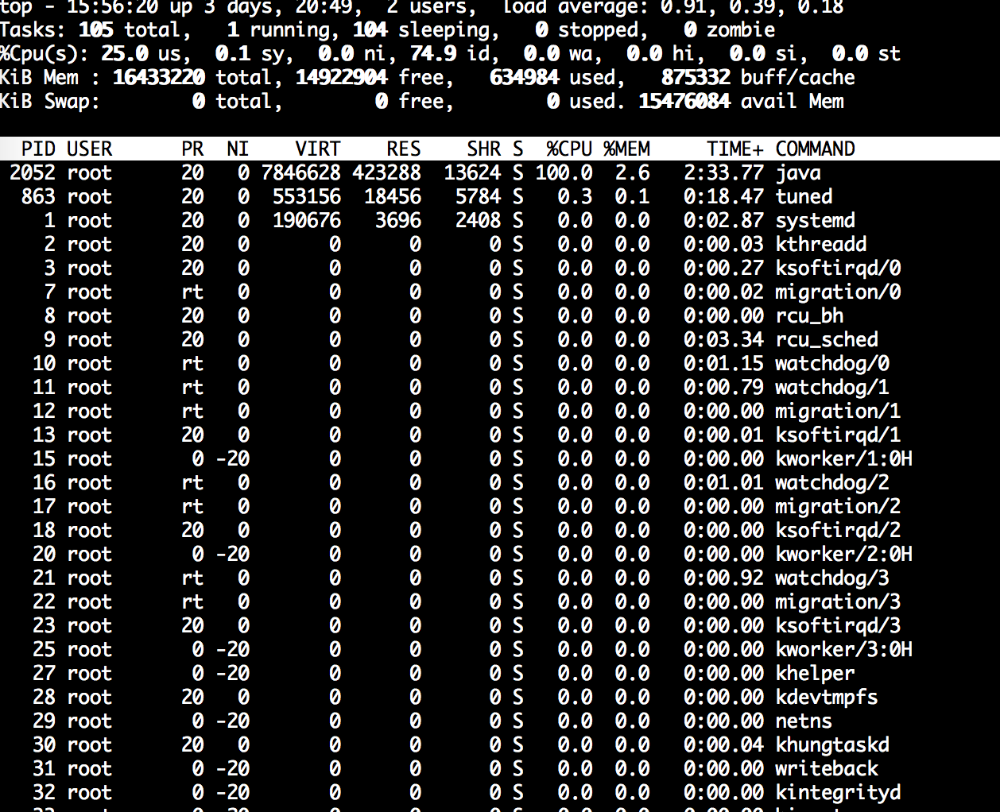 top - 15:56:20 up 3 days, 20:49,  2 users,  load average: 0.91, 0.39, 0.18
Tasks: 105 total,   1 running, 104 sleeping,   0 stopped,   0 zombie
%Cpu(s): 25.0 us,  0.1 sy,  0.0 ni, 74.9 id,  0.0 wa,  0.0 hi,  0.0 si,  0.0 st
KiB Mem : 16433220 total, 14922904 free,   634984 used,   875332 buff/cache
KiB Swap:        0 total,        0 free,        0 used. 15476084 avail Mem
PID USER      PR  NI    VIRT    RES    SHR S  %CPU %MEM     TIME+ COMMAND
2052 root      20   0 7846628 423288  13624 S 100.0  2.6   2:33.77 java
863 root      20   0  553156  18456   5784 S   0.3  0.1   0:18.47 tuned
1 root      20   0  190676   3696   2408 S   0.0  0.0   0:02.87 systemd
2 root      20   0       0      0      0 S   0.0  0.0   0:00.03 kthreadd
3 root      20   0       0      0      0 S   0.0  0.0   0:00.27 ksoftirqd/0
7 root      rt   0       0      0      0 S   0.0  0.0   0:00.02 migration/0
8 root      20   0       0      0      0 S   0.0  0.0   0:00.00 rcu_bh
9 root      20   0       0      0      0 S   0.0  0.0   0:03.34 rcu_sched
10 root      rt   0       0      0      0 S   0.0  0.0   0:01.15 watchdog/0
11 root      rt   0       0      0      0 S   0.0  0.0   0:00.79 watchdog/1
12 root      rt   0       0      0      0 S   0.0  0.0   0:00.00 migration/1
13 root      20   0       0      0      0 S   0.0  0.0   0:00.01 ksoftirqd/1
15 root       0 -20       0      0      0 S   0.0  0.0   0:00.00 kworker/1:0H
16 root      rt   0       0      0      0 S   0.0  0.0   0:01.01 watchdog/2
17 root      rt   0       0      0      0 S   0.0  0.0   0:00.00 migration/2
18 root      20   0       0      0      0 S   0.0  0.0   0:00.00 ksoftirqd/2
20 root       0 -20       0      0      0 S   0.0  0.0   0:00.00 kworker/2:0H
21 root      rt   0       0      0      0 S   0.0  0.0   0:00.92 watchdog/3
22 root      rt   0       0      0      0 S   0.0  0.0   0:00.00 migration/3
23 root      20   0       0      0      0 S   0.0  0.0   0:00.00 ksoftirqd/3
25 root       0 -20       0      0      0 S   0.0  0.0   0:00.00 kworker/3:0H
27 root       0 -20       0      0      0 S   0.0  0.0   0:00.00 khelper
28 root      20   0       0      0      0 S   0.0  0.0   0:00.00 kdevtmpfs
29 root       0 -20       0      0      0 S   0.0  0.0   0:00.00 netns
30 root      20   0       0      0      0 S   0.0  0.0   0:00.04 khungtaskd
31 root       0 -20       0      0      0 S   0.0  0.0   0:00.00 writeback
32 root       0 -20       0      0      0 S   0.0  0.0   0:00.00 kintegrityd